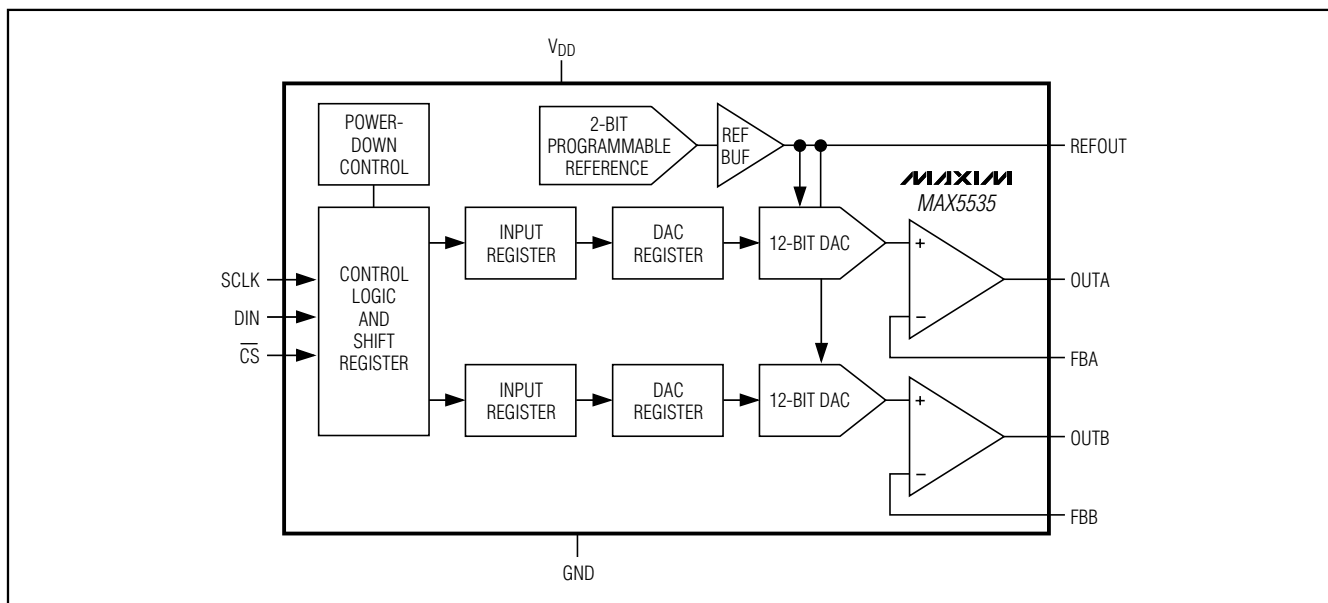 VDD
POWER-
DOWN
CONTROL
2-BIT
PROGRAMMABLE
REFERENCE
REF
BUF
REFOUT
MAXIM
MAX5535
CONTROL
LOGIC
AND
SHIFT
REGISTER
INPUT
REGISTER
DAC
REGISTER
12-BIT DAC
+
−
OUTA
FBA
SCLK
DIN
C̅S̅
INPUT
REGISTER
DAC
REGISTER
12-BIT DAC
+
−
OUTB
FBB
GND